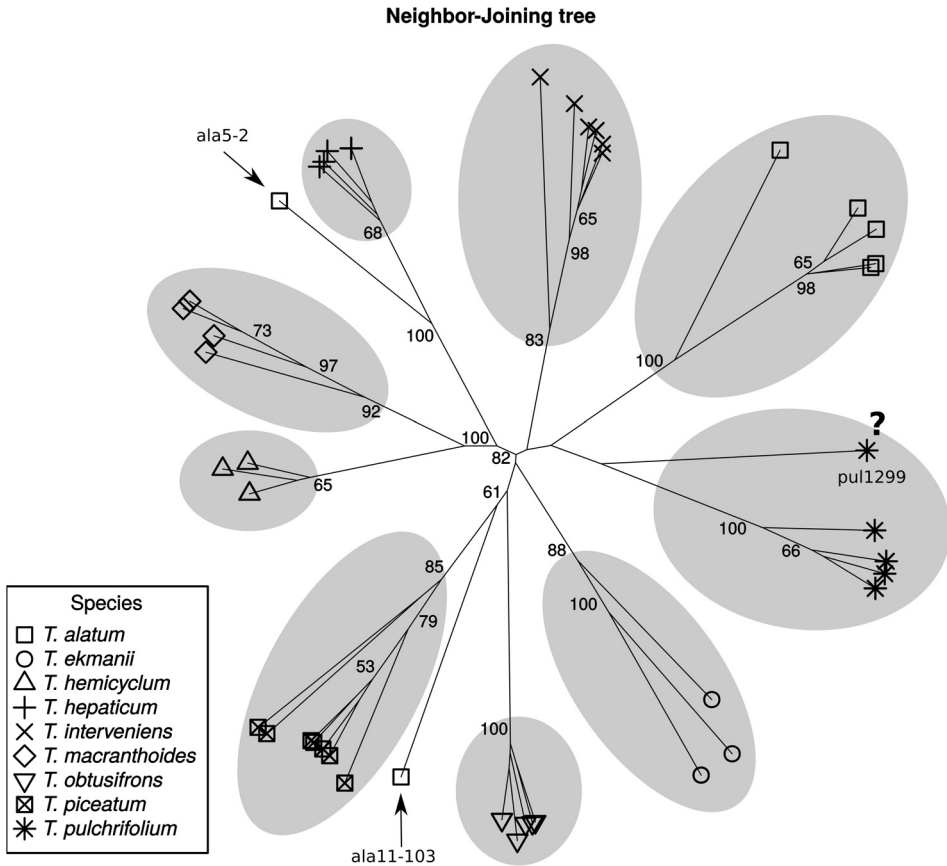 Neighbor-Joining tree
ala5-2
68
65
98
83
65
98
100
100
73
97
92
100
82
65
61
?
pul1299
100
66
88
100
85
79
53
100
ala11-103
Species
T. alatum
T. ekmanii
T. hemicyclum
T. hepaticum
T. interveniens
T. macranthoides
T. obtusifrons
T. piceatum
T. pulchrifolium